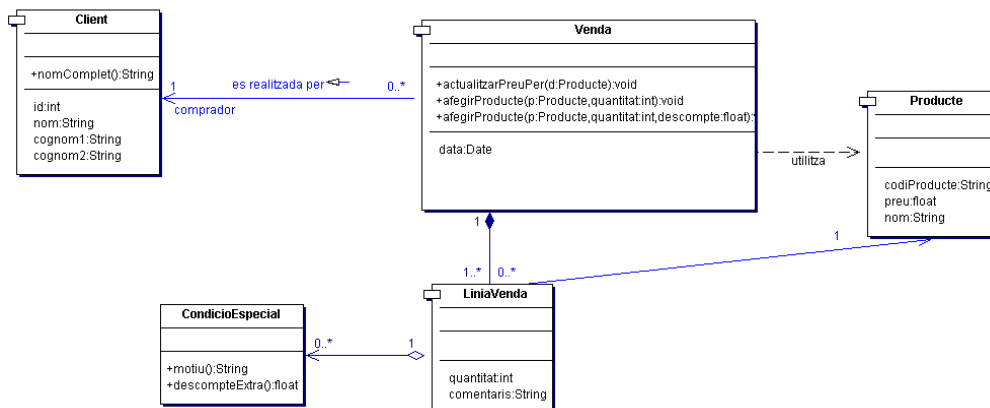 Client
+nomComplet():String
id:int
nom:String
cognom1:String
cognom2:String
es realitzada per
1
0..*
comprador
Venda
+actualitzarPreuPer(d:Producte):void
+afegirProducte(p:Producte,quantitat:int):void
+afegirProducte(p:Producte,quantitat:int,descompte:float):
data:Date
utilitza
Producte
codiProducte:String
preu:float
nom:String
1
1..*
0..*
1
LiniaVenda
quantitat:int
comentaris:String
0..*
1
CondicioEspecial
+motiu():String
+descompteExtra():float